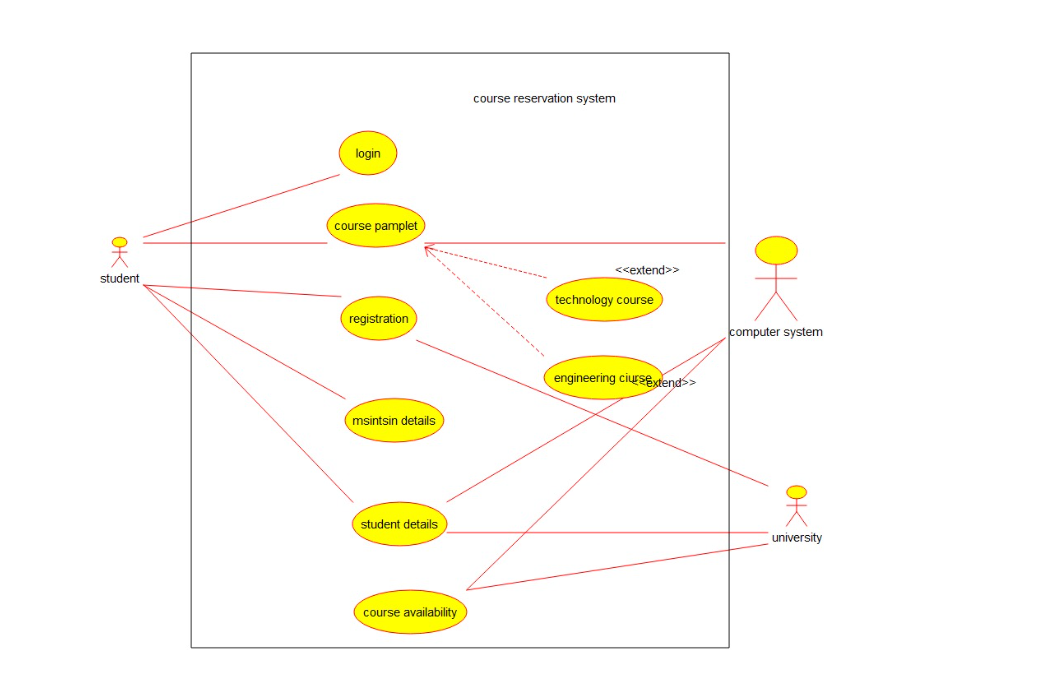 course reservation system
login
course pamplet
student
<<extend>>
technology course
registration
computer system
engineering ciurse
<<extend>>
msintsin details
student details
university
course availability